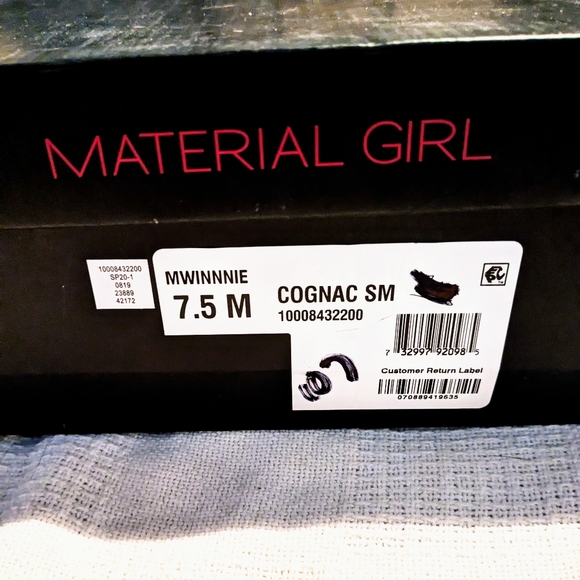 MATERIAL GIRL
10008432200
SP20-1
0819
23889
42172
MWINNNIE
7.5 M
COGNAC SM
10008432200
7 32997 92098 5
Customer Return Label
070889419635